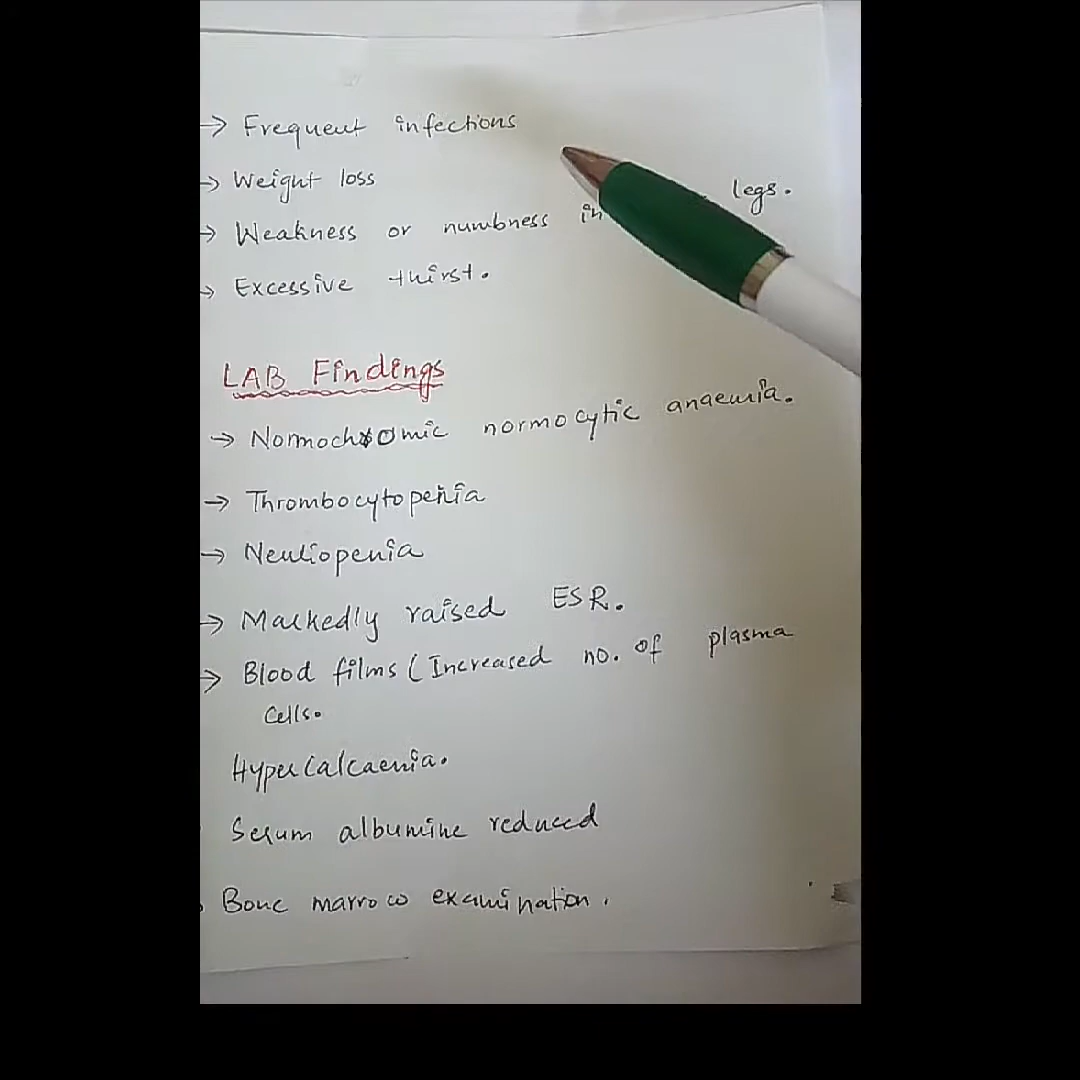 → Frequent infections
→ Weight loss
→ Weakness or numbness in legs.
→ Excessive thirst.
LAB Findings
→ Normochromic normocytic anaemia.
→ Thrombocytopenia
→ Neutropenia
→ Markedly raised ESR.
→ Blood films (Increased no. of plasma
cells.
Hypercalcaemia.
Serum albumine reduced
Bone marrow examination.